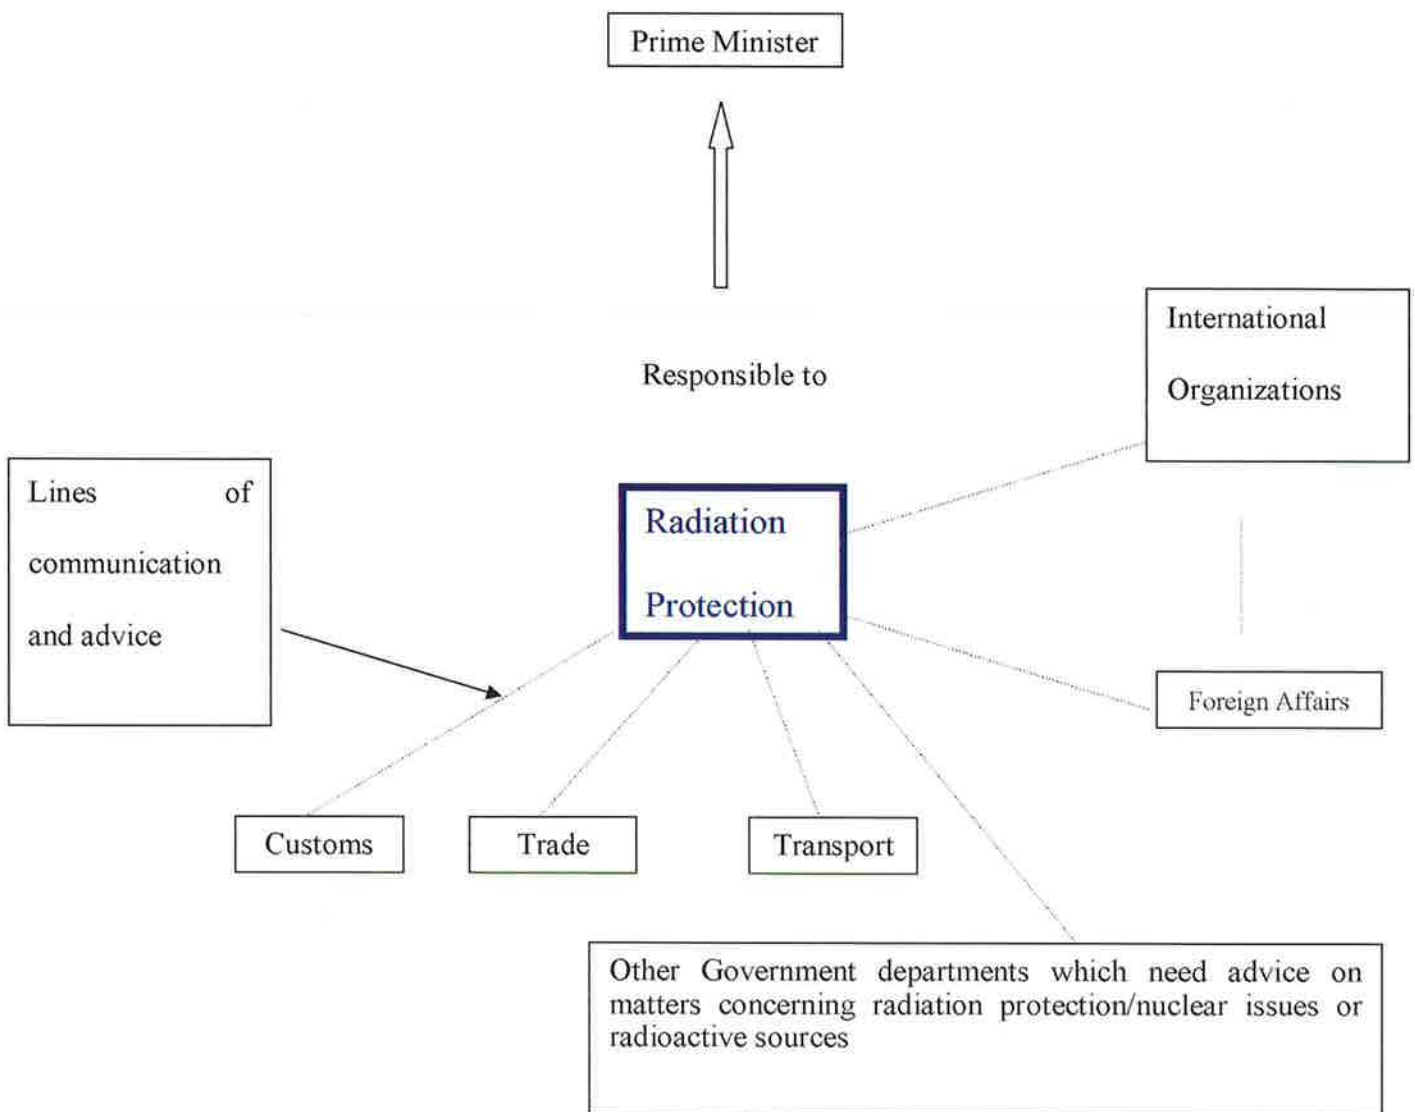 Prime Minister
International
Organizations
Responsible to
Lines of
communication
and advice
Radiation
Protection
Foreign Affairs
Customs
Trade
Transport
Other Government departments which need advice on
matters concerning radiation protection/nuclear issues or
radioactive sources